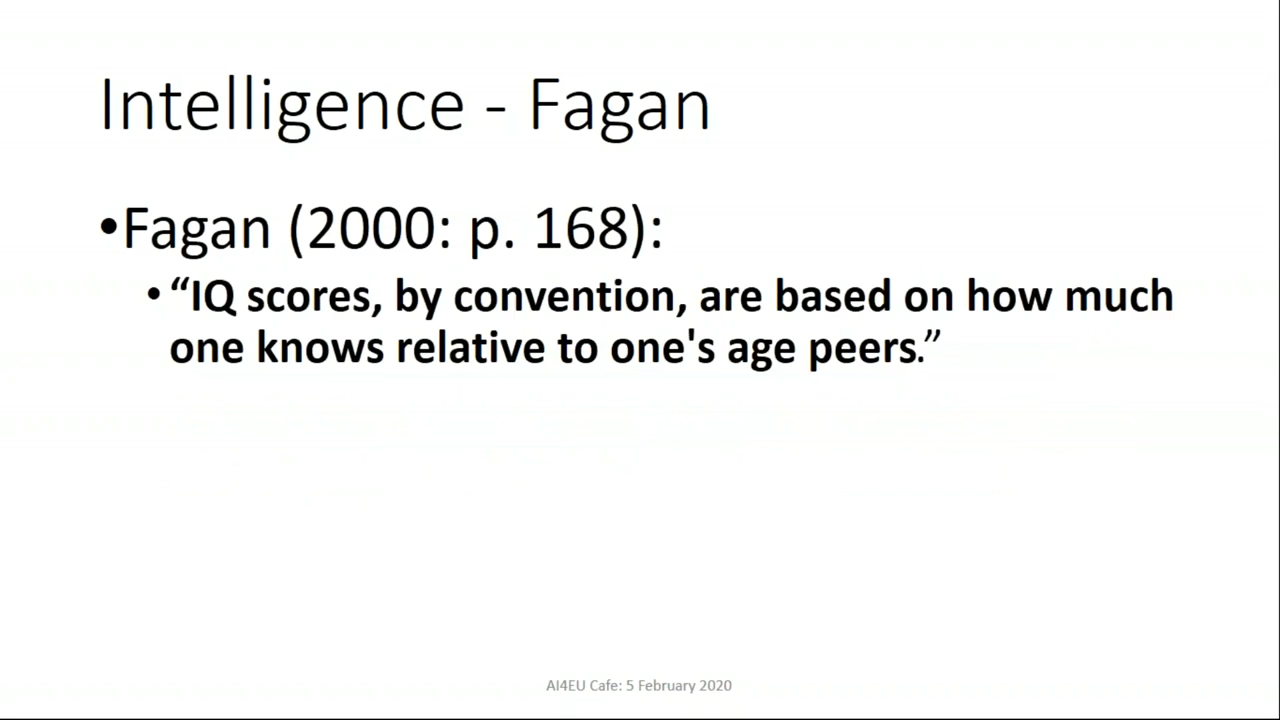 Intelligence - Fagan
•Fagan (2000: p. 168):
•“IQ scores, by convention, are based on how much
one knows relative to one's age peers.”
AI4EU Cafe: 5 February 2020